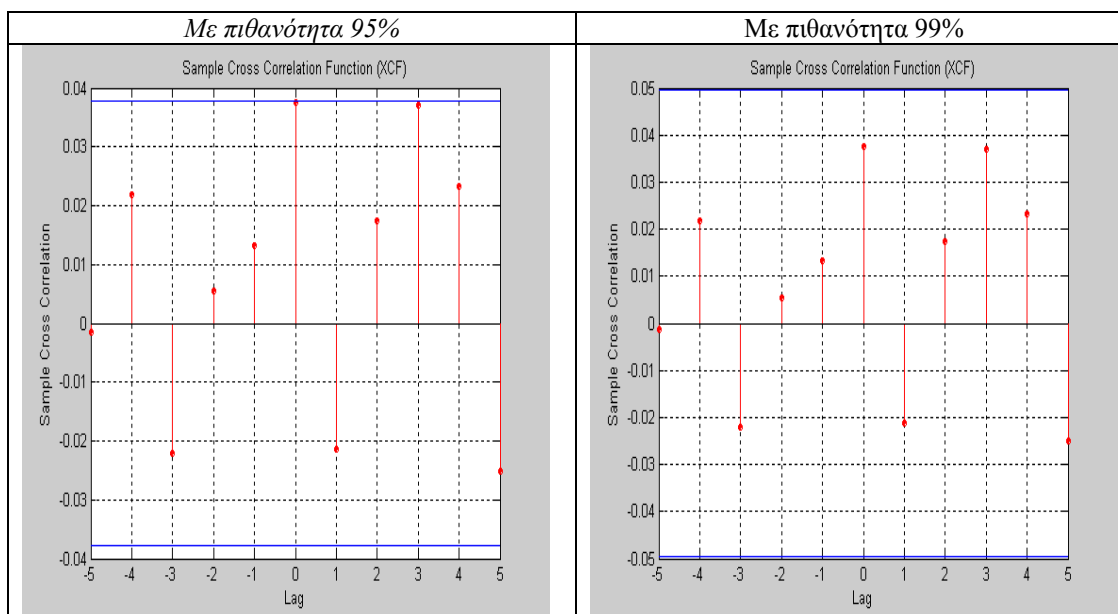 Με πιθανότητα 95%
Με πιθανότητα 99%
Sample Cross Correlation Function (XCF)
Sample Cross Correlation
0.04
0.03
0.02
0.01
0
-0.01
-0.02
-0.03
-0.04
-5 -4 -3 -2 -1 0 1 2 3 4 5
Lag
Sample Cross Correlation Function (XCF)
Sample Cross Correlation
0.05
0.04
0.03
0.02
0.01
0
-0.01
-0.02
-0.03
-0.04
-0.05
-5 -4 -3 -2 -1 0 1 2 3 4 5
Lag